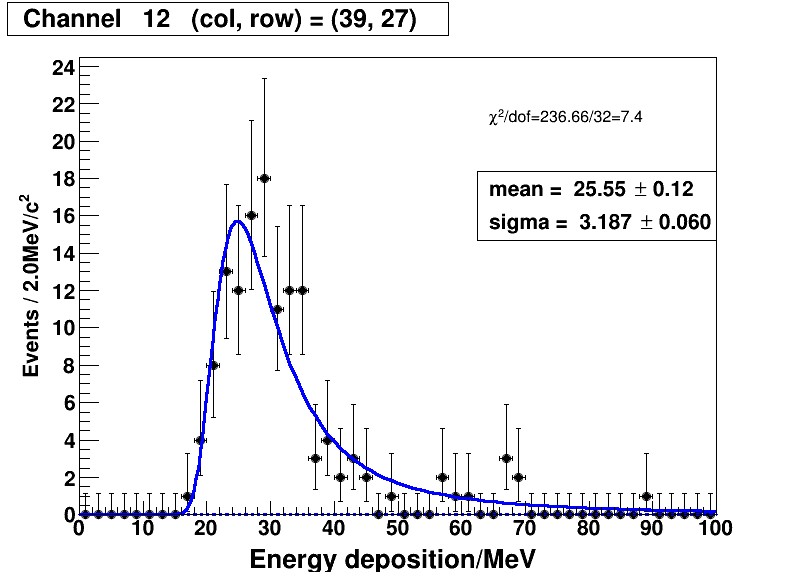 Channel 12 (col, row) = (39, 27)
χ²/dof=236.66/32=7.4
mean = 25.55 ± 0.12
sigma = 3.187 ± 0.060
Events / 2.0MeV/c²
24
22
20
18
16
14
12
10
8
6
4
2
0
0 10 20 30 40 50 60 70 80 90 100
Energy deposition/MeV